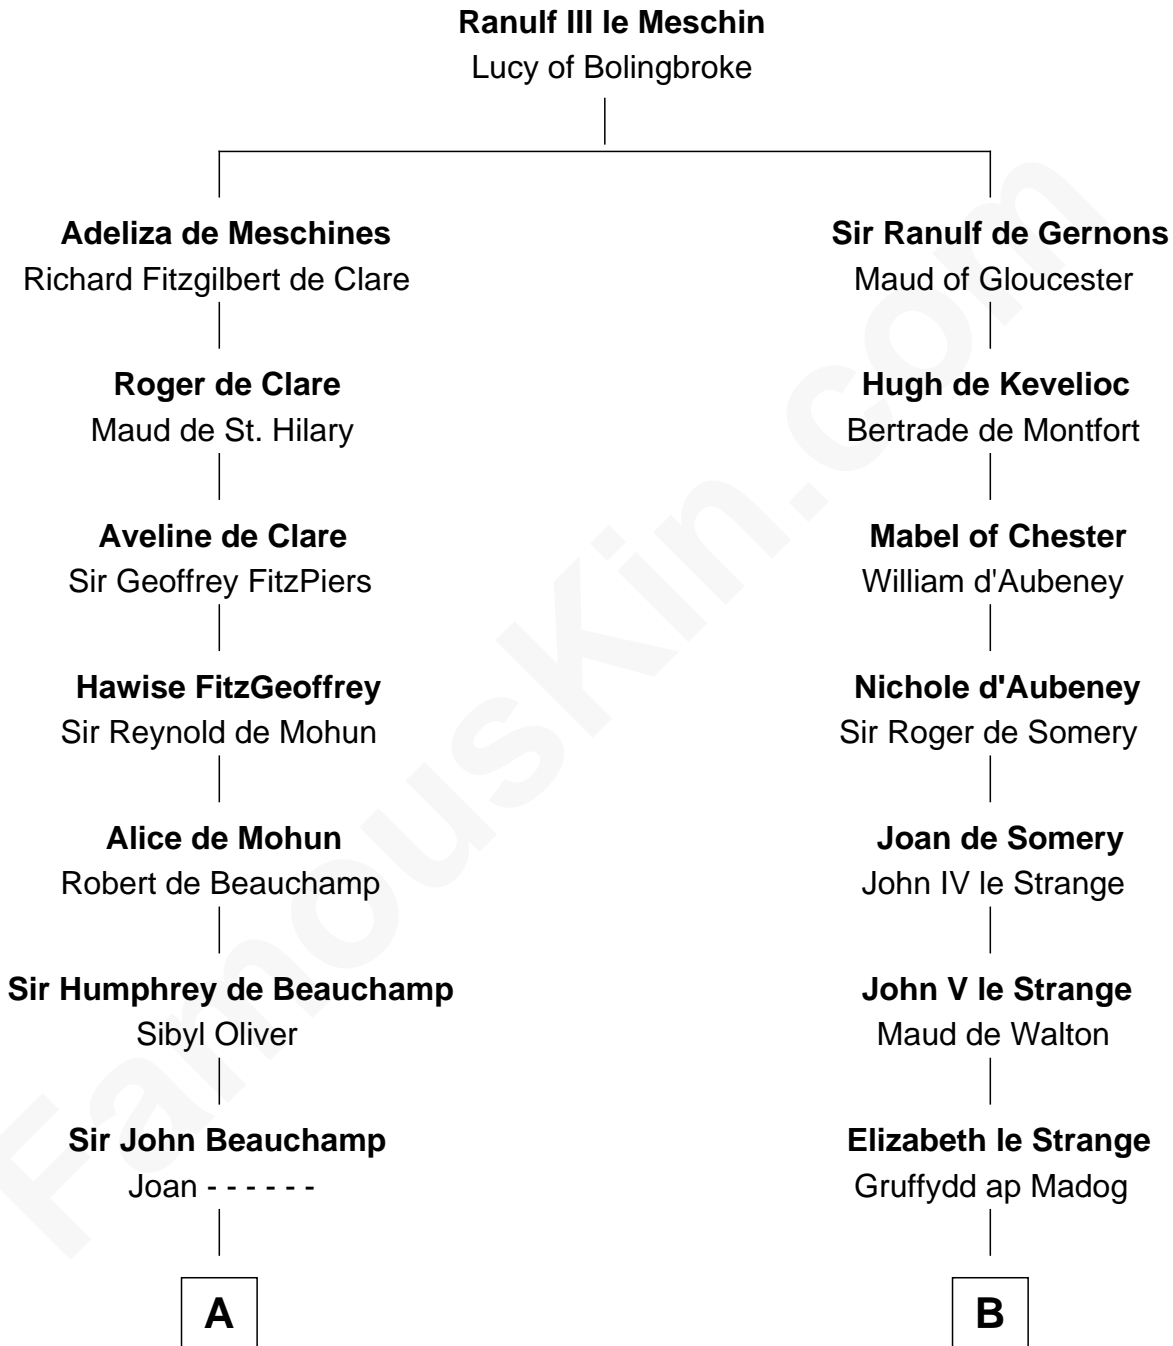 Ranulf III le Meschin
Lucy of Bolingbroke
Adeliza de Meschines
Richard Fitzgilbert de Clare
Roger de Clare
Maud de St. Hilary
Aveline de Clare
Sir Geoffrey FitzPiers
Hawise FitzGeoffrey
Sir Reynold de Mohun
Alice de Mohun
Robert de Beauchamp
Sir Humphrey de Beauchamp
Sibyl Oliver
Sir John Beauchamp
Joan - - - - - -
A
Sir Ranulf de Gernons
Maud of Gloucester
Hugh de Kevelioc
Bertrade de Montfort
Mabel of Chester
William d'Aubeney
Nichole d'Aubeney
Sir Roger de Somery
Joan de Somery
John IV le Strange
John V le Strange
Maud de Walton
Elizabeth le Strange
Gruffydd ap Madog
B
FamousKin.com